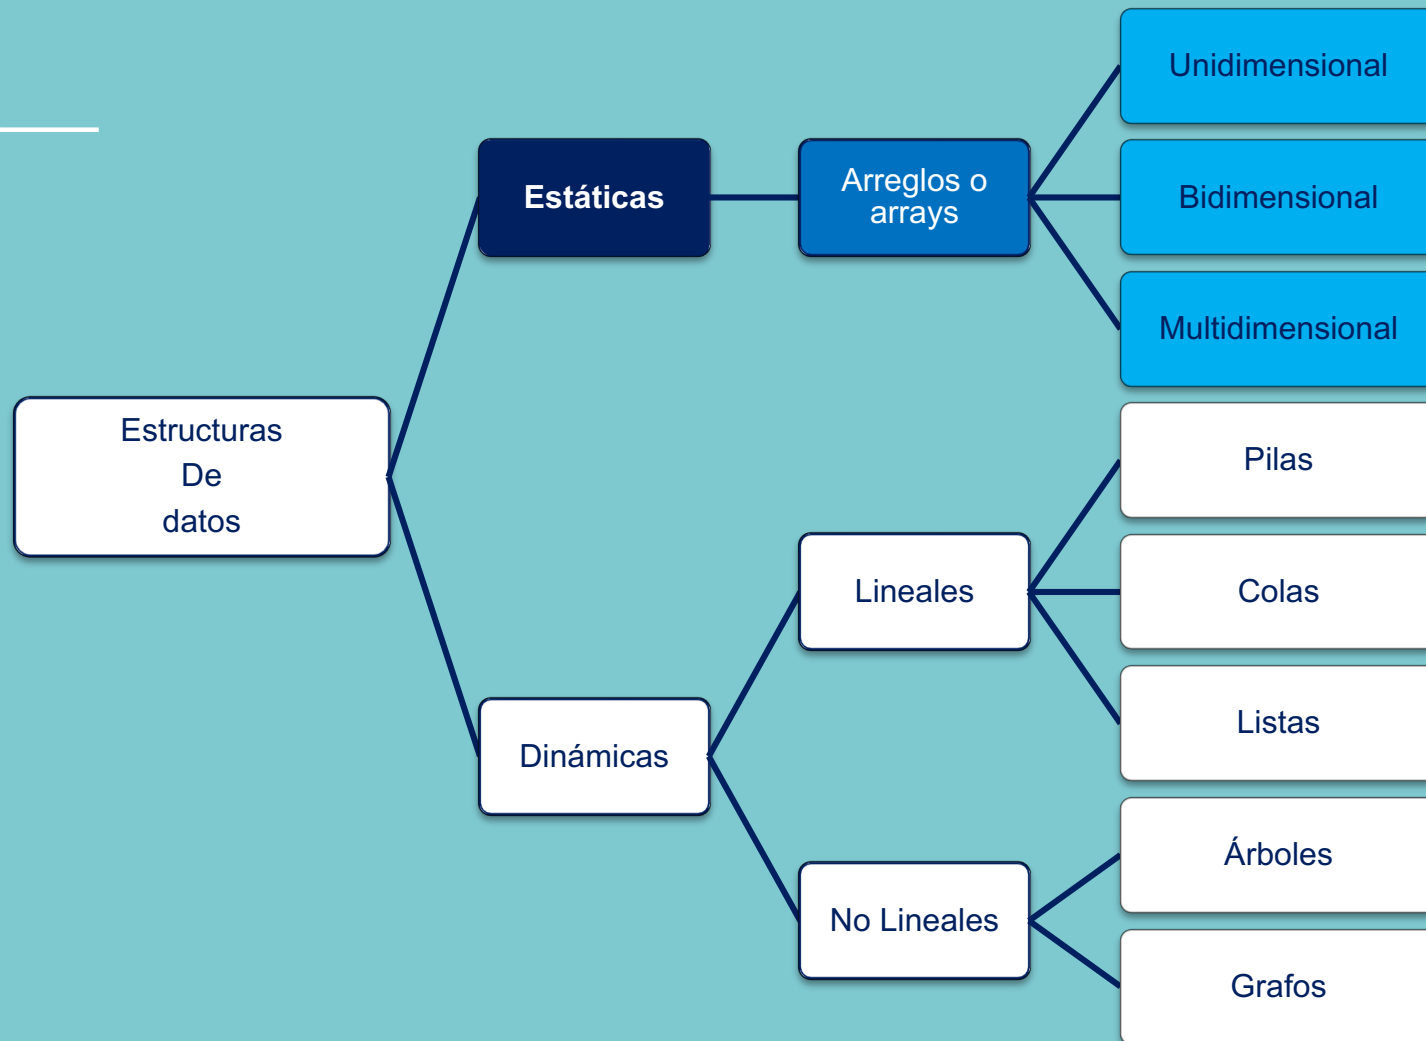 Estructuras
De
datos
Estáticas
Arreglos o
arrays
Unidimensional
Bidimensional
Multidimensional
Dinámicas
Lineales
Pilas
Colas
Listas
No Lineales
Árboles
Grafos